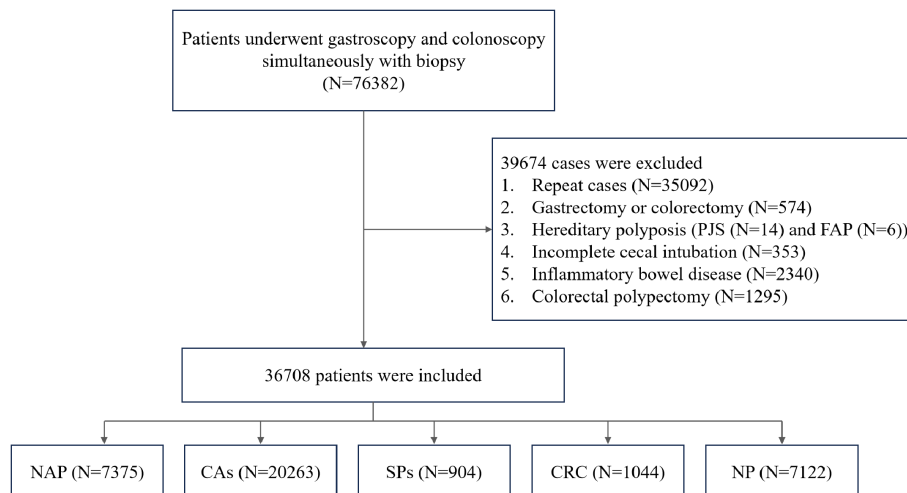 Patients underwent gastroscopy and colonoscopy
simultaneously with biopsy
(N=76382)
39674 cases were excluded
1. Repeat cases (N=35092)
2. Gastrectomy or colorectomy (N=574)
3. Hereditary polyposis (PJS (N=14) and FAP (N=6))
4. Incomplete cecal intubation (N=353)
5. Inflammatory bowel disease (N=2340)
6. Colorectal polypectomy (N=1295)
36708 patients were included
NAP (N=7375)
CAs (N=20263)
SPs (N=904)
CRC (N=1044)
NP (N=7122)